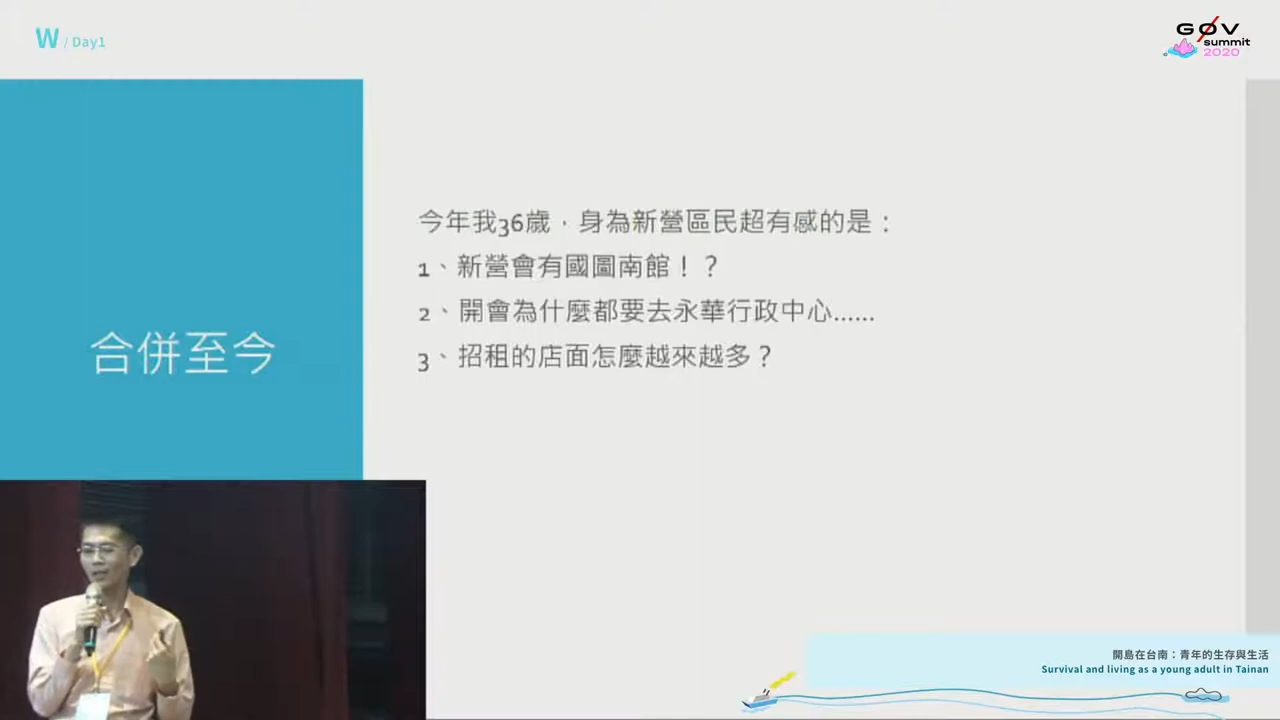 W / Day1
GØV
summit
2020
今年我36歲，身為新營區民超有感的是：
1、新營會有國圖南館！？
2、開會為什麼都要去永華行政中心......
3、招租的店面怎麼越來越多？
合併至今
開島在台南：青年的生存與生活
Survival and living as a young adult in Tainan